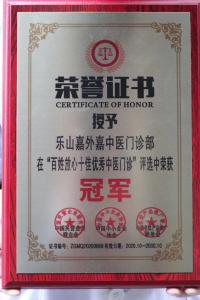 荣誉证书
CERTIFICATE OF HONOR
授予
乐山嘉外嘉中医门诊部
在“百姓放心十佳优秀中医门诊”评选中荣获
冠军